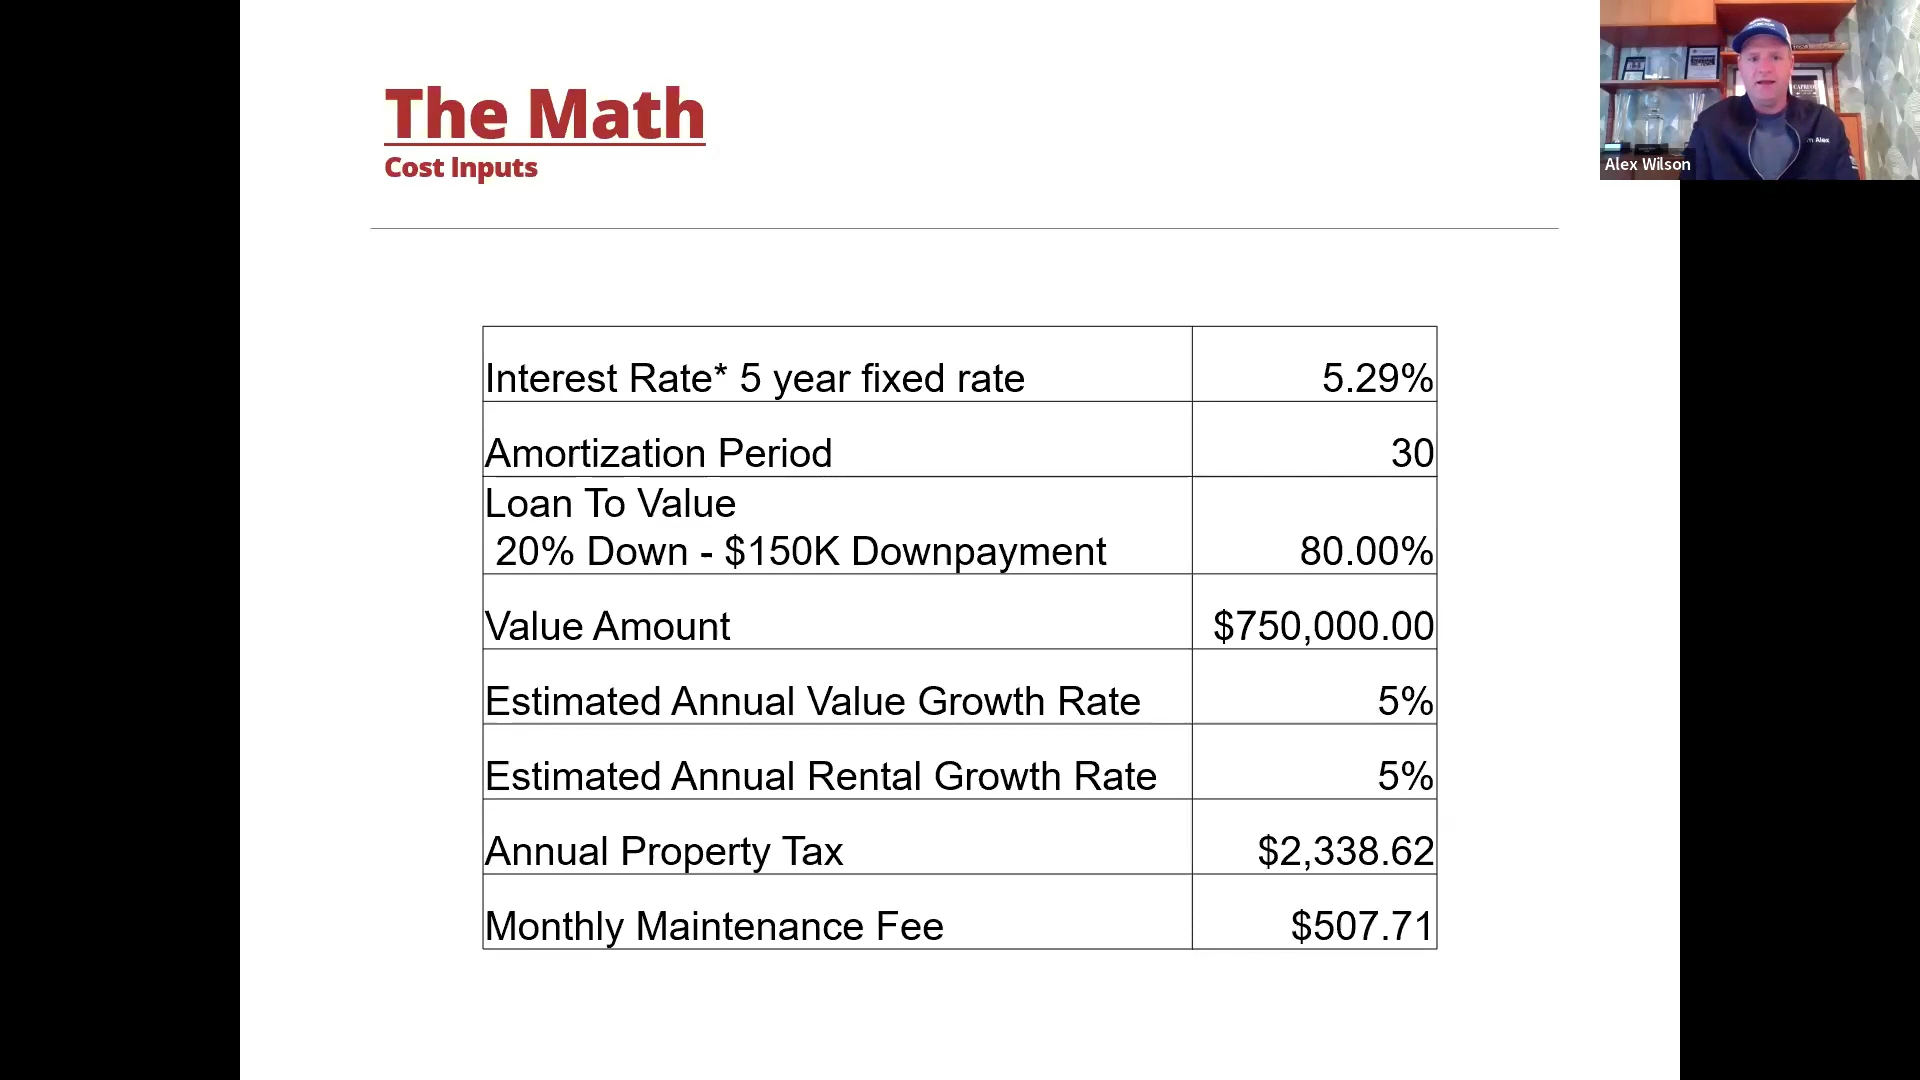 The Math
Cost Inputs
Alex Wilson
Interest Rate* 5 year fixed rate 5.29%
Amortization Period 30
Loan To Value
20% Down - $150K Downpayment 80.00%
Value Amount $750,000.00
Estimated Annual Value Growth Rate 5%
Estimated Annual Rental Growth Rate 5%
Annual Property Tax $2,338.62
Monthly Maintenance Fee $507.71